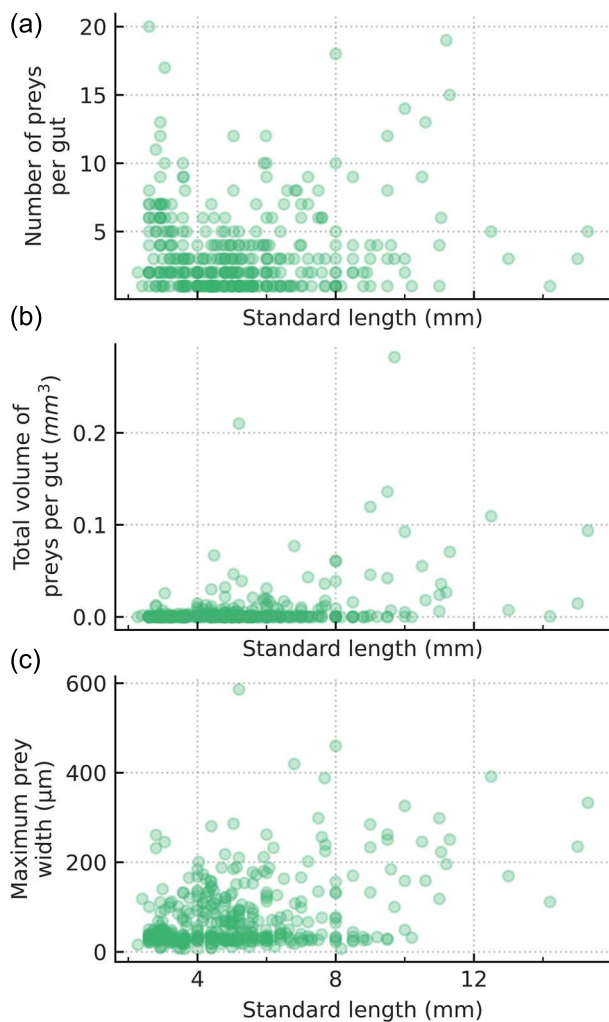 (a)
Number of preys
per gut
20
15
10
5
Standard length (mm)
(b)
Total volume of
preys per gut (mm³)
0.2
0.1
0.0
Standard length (mm)
(c)
Maximum prey
width (μm)
600
400
200
0
4 8 12
Standard length (mm)